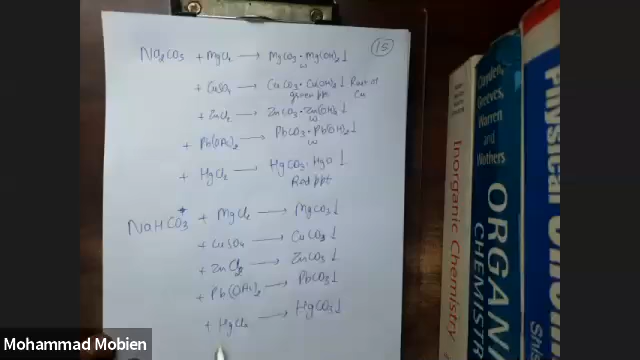 15
Na2CO3 + MgCl2 → MgCO3 · Mg(OH)2 ↓
W
+ CuSO4 → CuCO3 · Cu(OH)2 ↓
green ppt
Cu
+ ZnCl2 → ZnCO3 · Zn(OH)2 ↓
W
+ Pb(OAc)2 → PbCO3 · Pb(OH)2 ↓
W
+ HgCl2 → HgCO3 · HgO ↓
Red ppt
NaHCO3 + MgCl2 → MgCO3 ↓
+ CuSO4 → CuCO3 ↓
+ ZnCl2 → ZnCO3 ↓
+ Pb(OAc)2 → PbCO3 ↓
+ HgCl2 → HgCO3 ↓
Inorganic Chemistry
Clayden,
Greeves,
Warren
and
Wothers
ORGANIC
CHEMISTRY
Physical
Mohammad Mobien